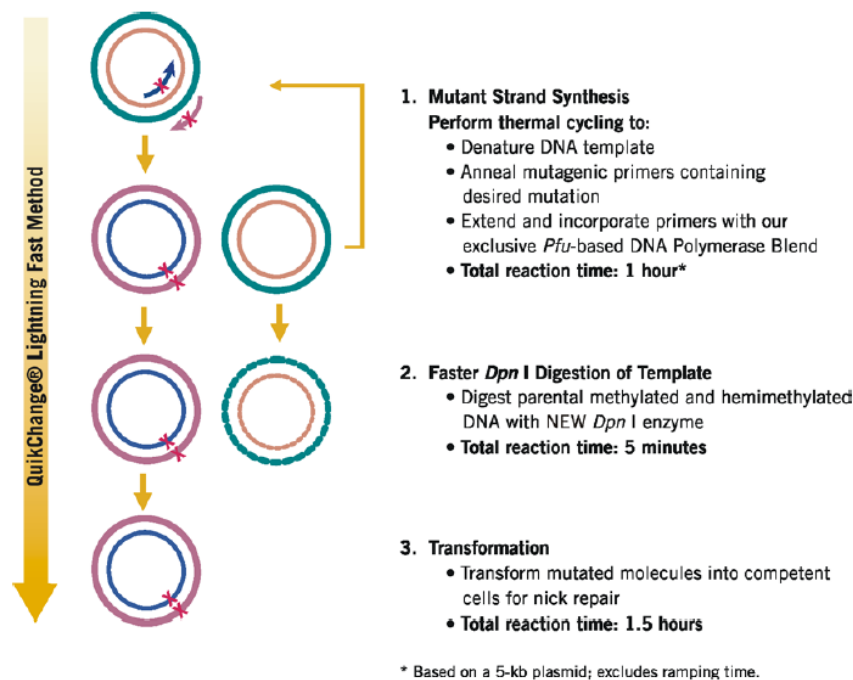 QuikChange® Lightning Fast Method
1. Mutant Strand Synthesis
Perform thermal cycling to:
• Denature DNA template
• Anneal mutagenic primers containing
desired mutation
• Extend and incorporate primers with our
exclusive Pfu-based DNA Polymerase Blend
• Total reaction time: 1 hour*
2. Faster Dpn I Digestion of Template
• Digest parental methylated and hemimethylated
DNA with NEW Dpn I enzyme
• Total reaction time: 5 minutes
3. Transformation
• Transform mutated molecules into competent
cells for nick repair
• Total reaction time: 1.5 hours
* Based on a 5-kb plasmid; excludes ramping time.